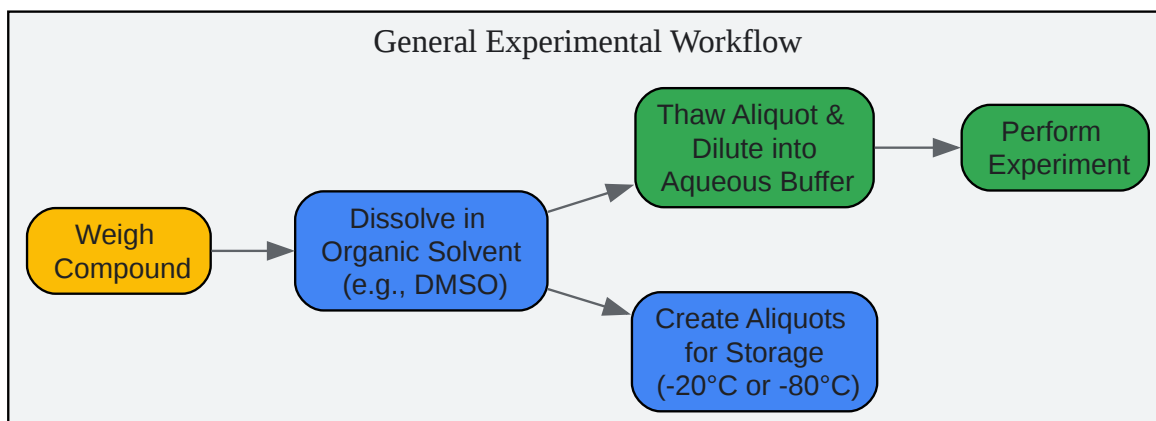 General Experimental Workflow
Weigh
Compound
Dissolve in
Organic Solvent
(e.g., DMSO)
Thaw Aliquot &
Dilute into
Aqueous Buffer
Perform
Experiment
Create Aliquots
for Storage
(-20°C or -80°C)